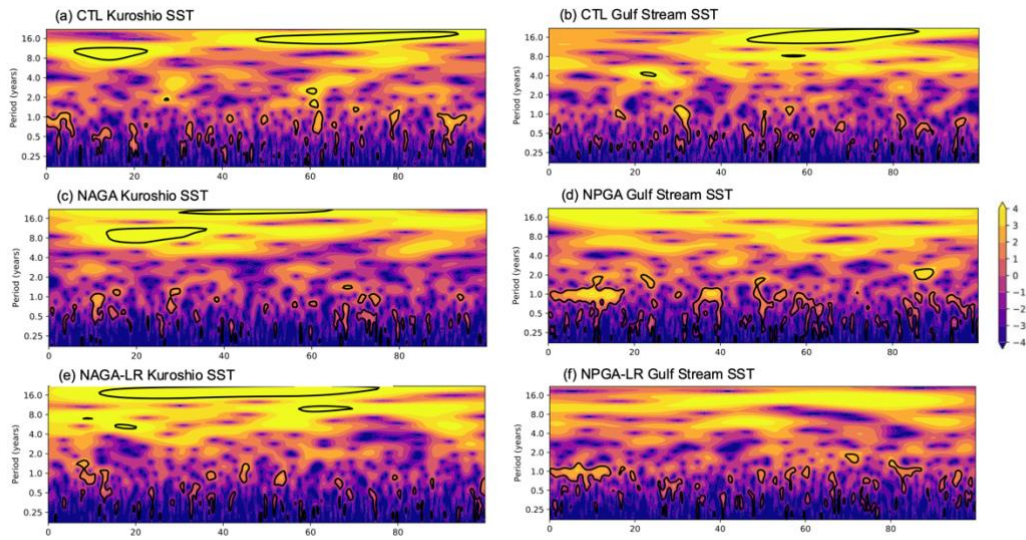 (a) CTL Kuroshio SST
Period (years)
16.0
8.0
4.0
2.0
1.0
0.5
0.25
0 20 40 60 80
(b) CTL Gulf Stream SST
Period (years)
16.0
8.0
4.0
2.0
1.0
0.5
0.25
0 20 40 60 80
(c) NAGA Kuroshio SST
Period (years)
16.0
8.0
4.0
2.0
1.0
0.5
0.25
0 20 40 60 80
(d) NPGA Gulf Stream SST
Period (years)
16.0
8.0
4.0
2.0
1.0
0.5
0.25
0 20 40 60 80
4
3
2
1
0
−1
−2
−3
−4
(e) NAGA-LR Kuroshio SST
Period (years)
16.0
8.0
4.0
2.0
1.0
0.5
0.25
0 20 40 60 80
(f) NPGA-LR Gulf Stream SST
Period (years)
16.0
8.0
4.0
2.0
1.0
0.5
0.25
0 20 40 60 80